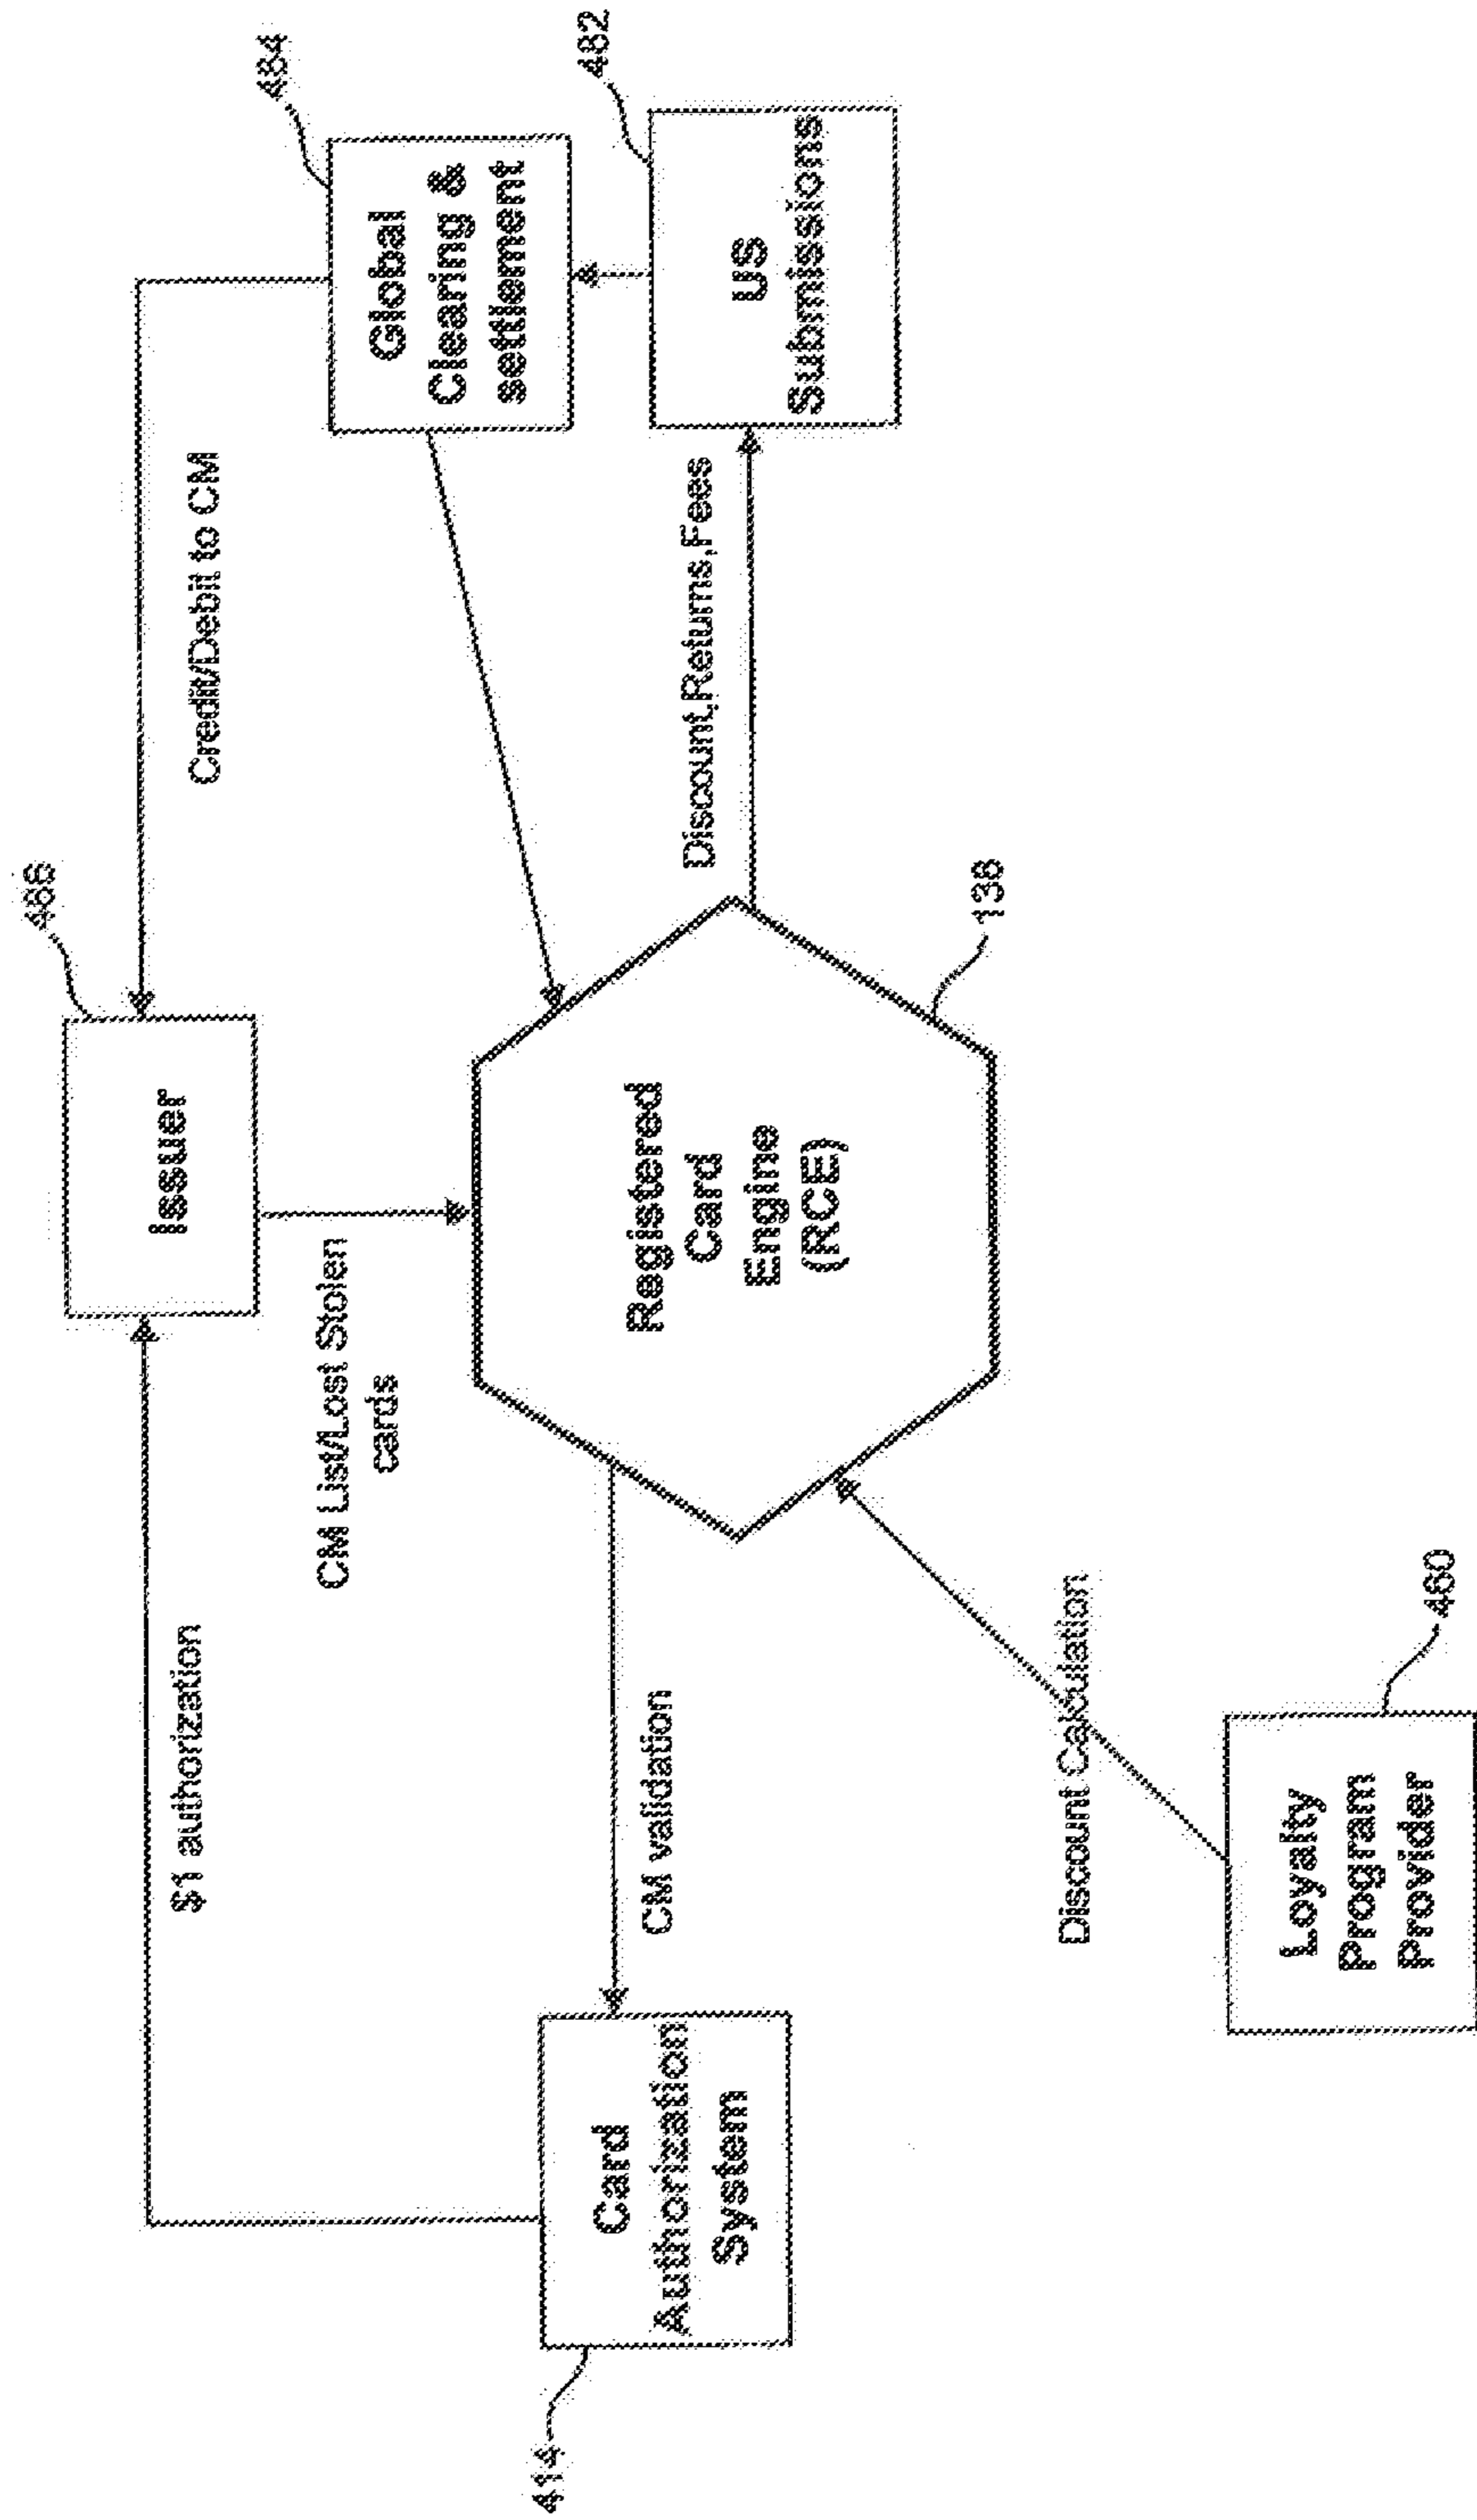 Issuer
$1 authorization
Credit/Debit to CM
484
CM List/Lost Stolen
cards
Global
Clearing &
settlement
414
482
Card
Authorization
System
Registered
Card
Engine
(RCE)
CM validation
Discount,Returns,Fees
US
Submissions
138
Discount Calculation
Loyalty
Program
Provider